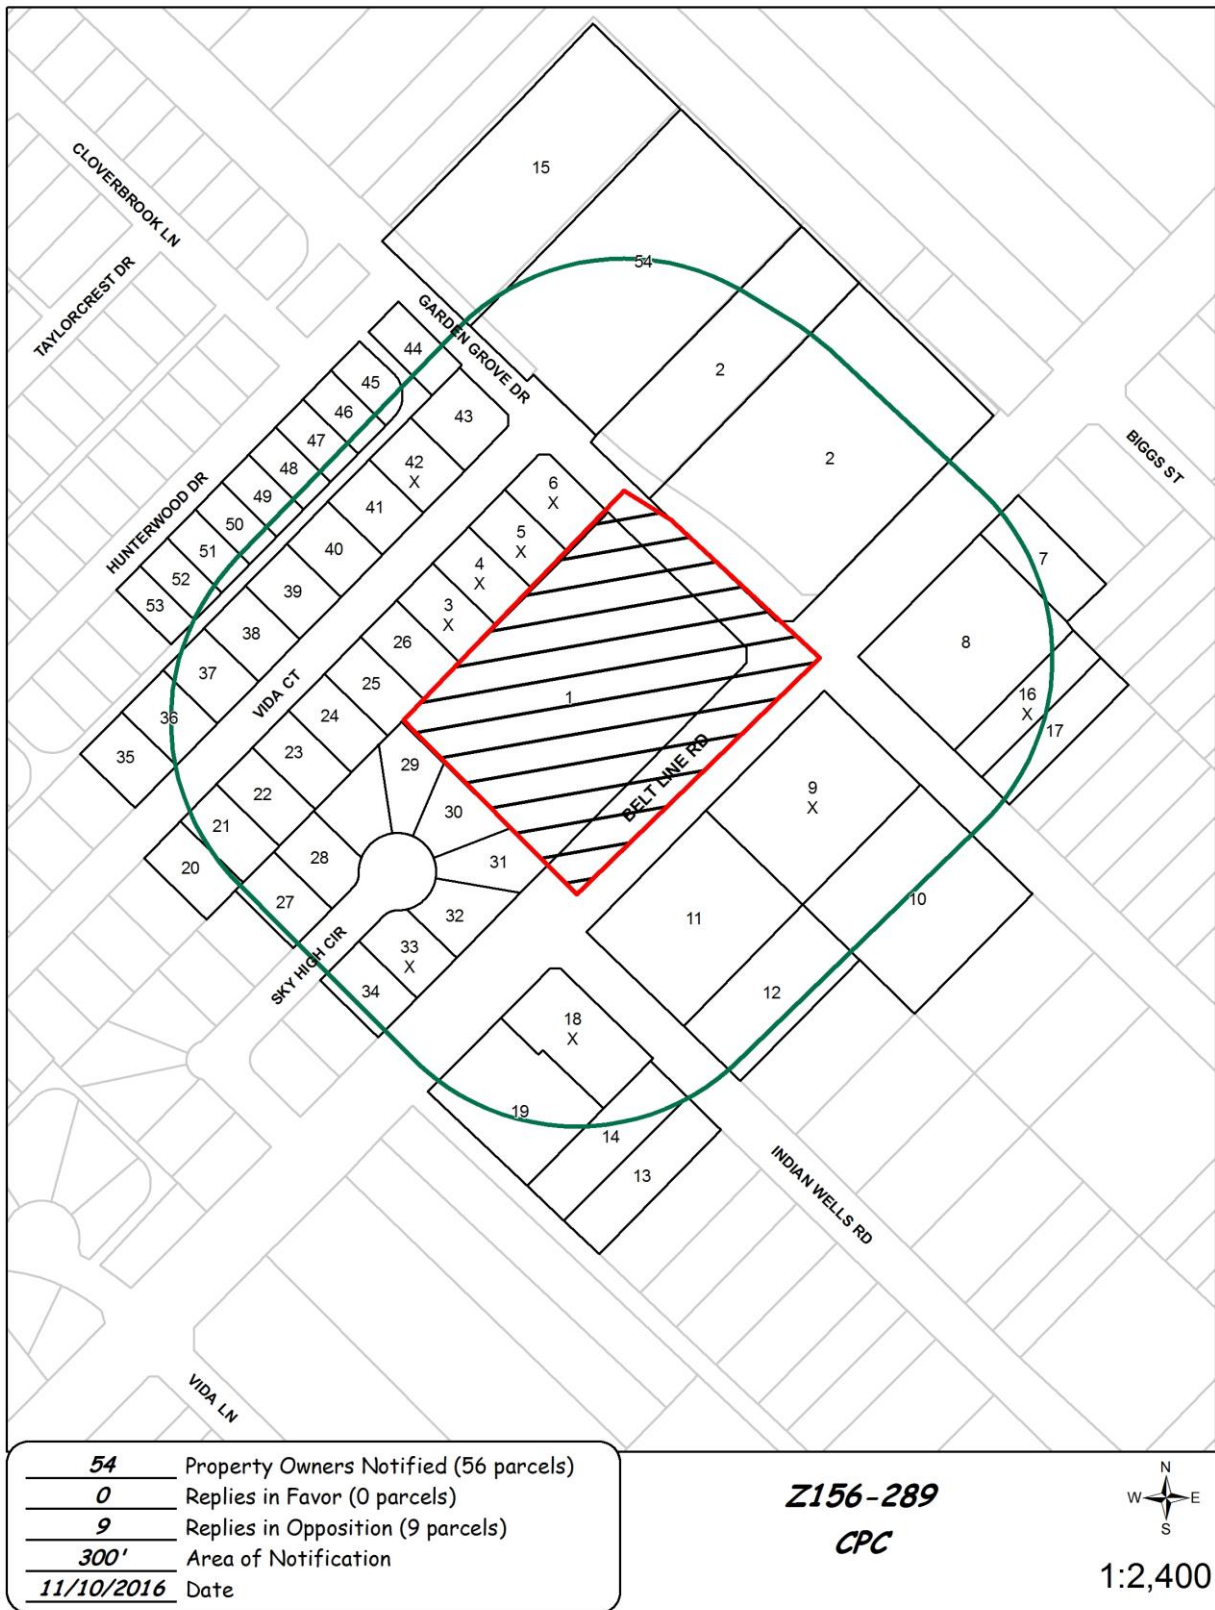 15
CLOVERBROOK LN
TAYLORCREST DR
54
GARDEN GROVE DR
44
45
2
46
43
47
42
X
BIGGS ST
48
2
49
41
6
X
HUNTERWOOD DR
50
5
X
51
40
4
X
7
52
39
3
X
53
38
26
8
37
25
VIDA CT
1
16
X
36
24
17
35
23
29
BELT LINE RD
22
30
9
X
21
28
31
20
27
32
10
11
33
X
SKY HIGH CIR
34
12
18
X
19
14
13
INDIAN WELLS RD
VIDA LN
54 Property Owners Notified (56 parcels)
0 Replies in Favor (0 parcels)
9 Replies in Opposition (9 parcels)
300' Area of Notification
11/10/2016 Date
Z156-289
CPC
N
W E
S
1:2,400